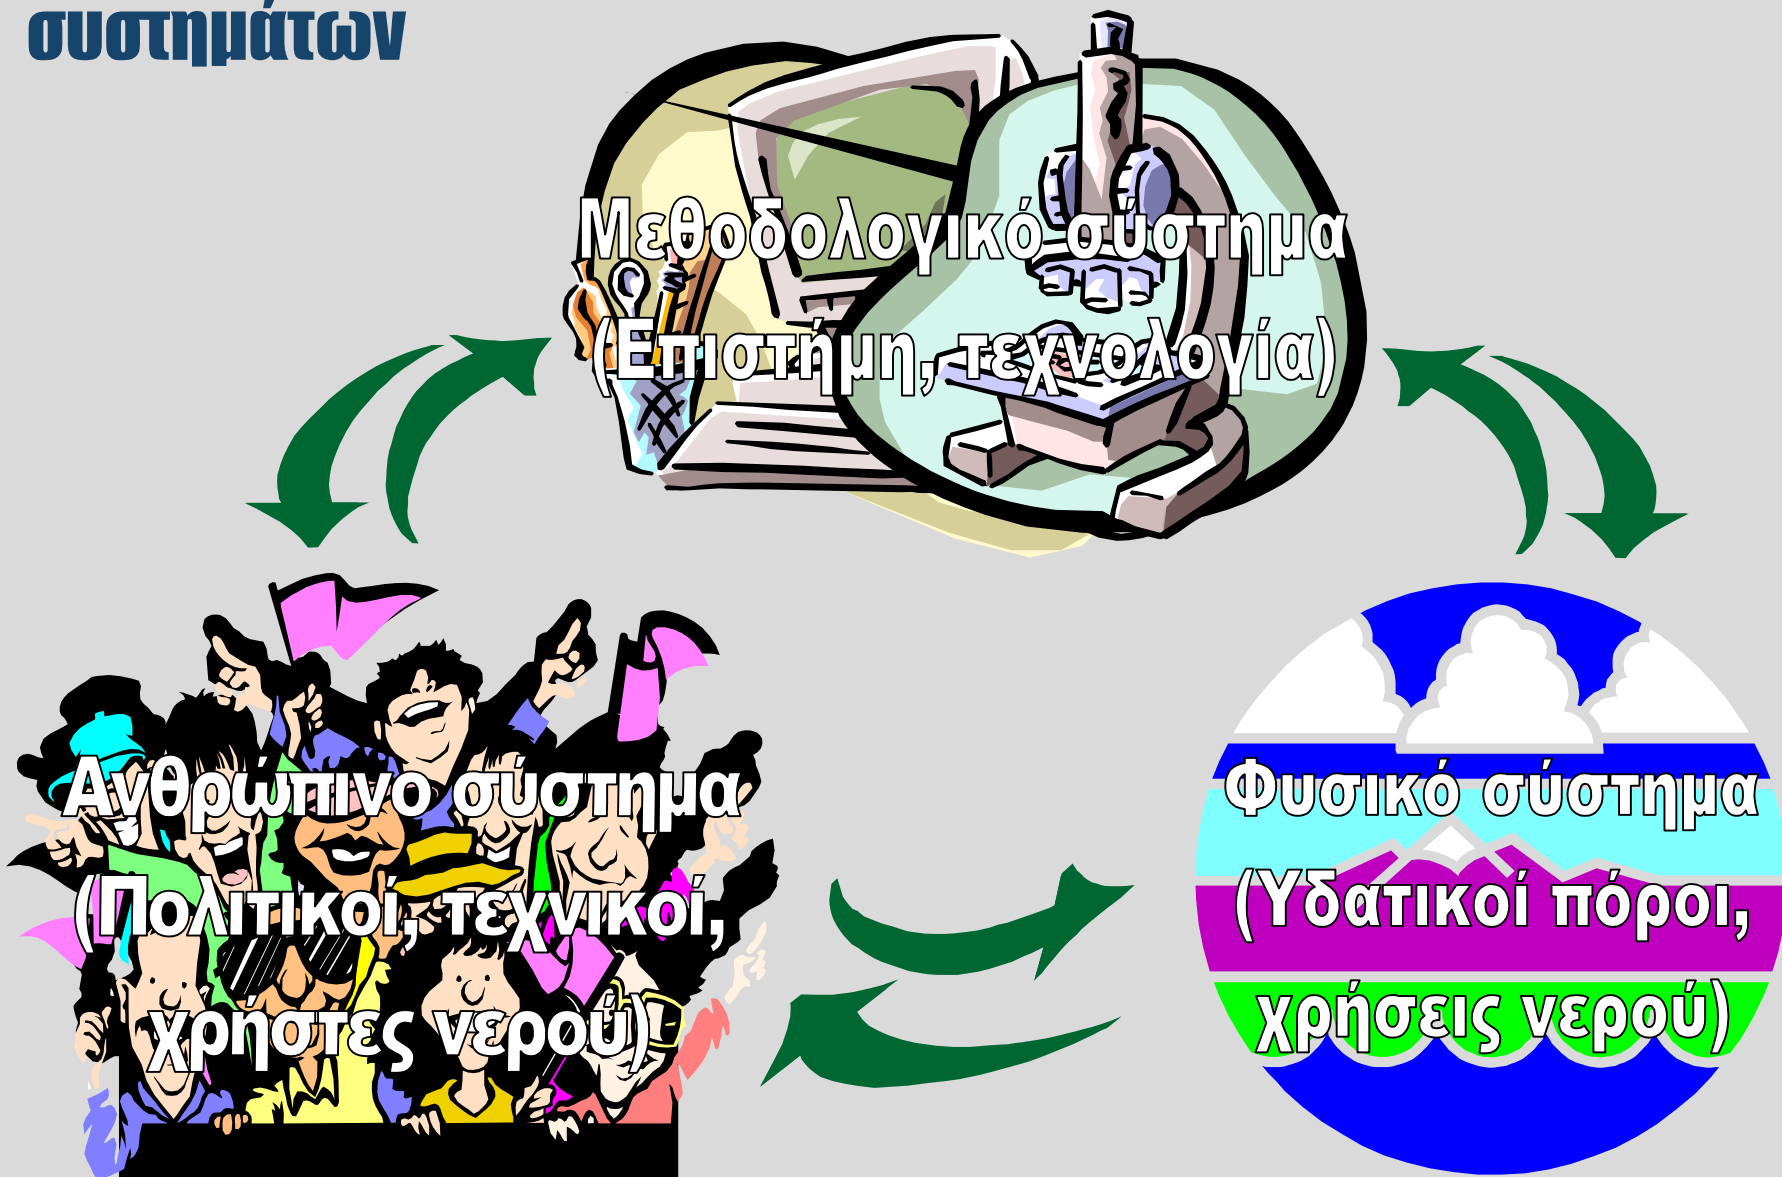 συστημάτων
Μεθοδολογικό σύστημα
(Επιστήμη, τεχνολογία)
Ανθρώπινο σύστημα
(Πολιτικοί, τεχνικοί,
χρήστες νερού)
Φυσικό σύστημα
(Υδατικοί πόροι,
χρήσεις νερού)